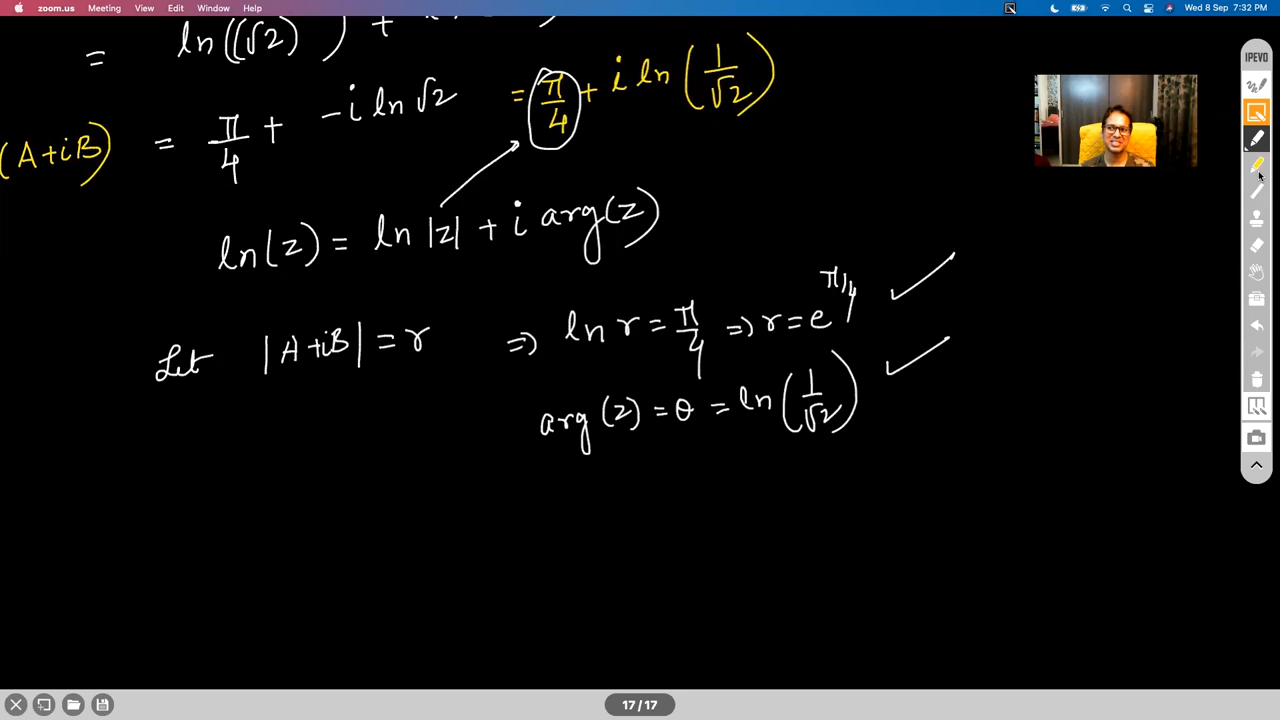 zoom.us Meeting View Edit Window Help Wed 8 Sep 7:32 PM
IPEVO
= ln((√2)
(A+iB) = π/4 + -i ln √2 = π/4 + i ln (1/√2)
ln(z) = ln |z| + i arg(z)
Let |A+iB| = r ⇒ ln r = π/4 ⇒ r = e^π/4 ✓
arg(z) = θ = ln (1/√2) ✓
17/17